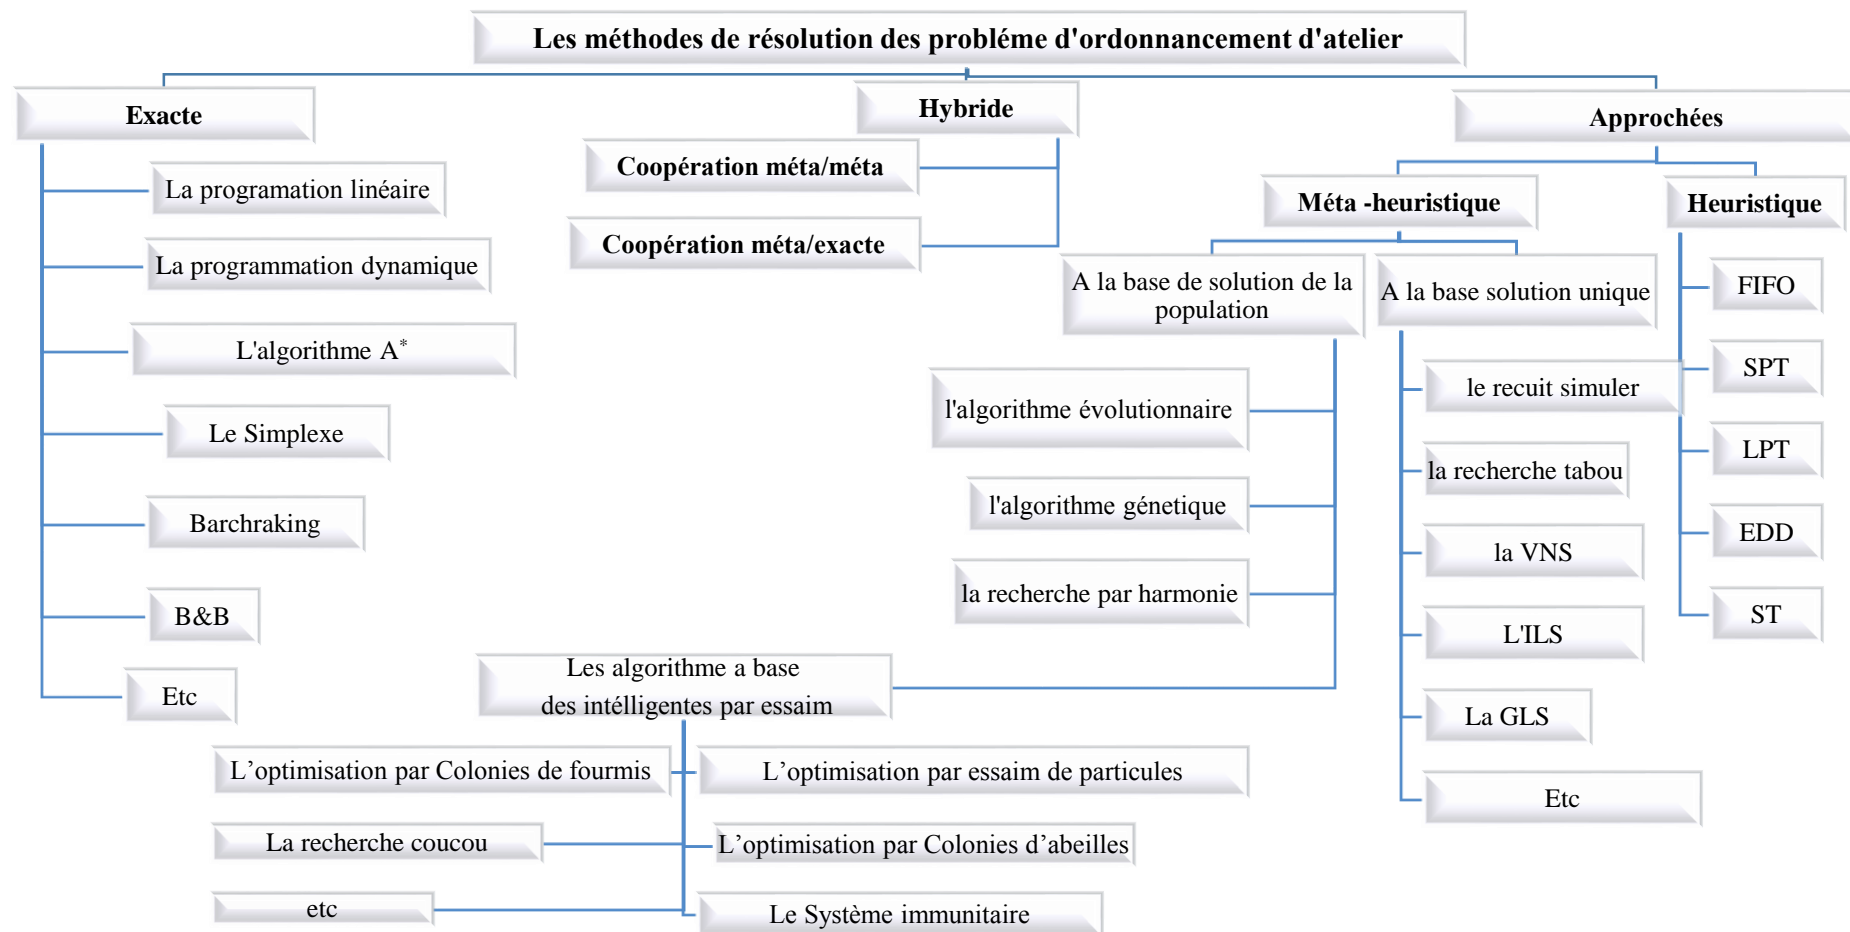 Les méthodes de résolution des probléme d'ordonnancement d'atelier
Exacte
Hybride
Approchées
La programation linéaire
La programmation dynamique
L'algorithme A*
Le Simplexe
Barchraking
B&B
Etc
Coopération méta/méta
Coopération méta/exacte
Méta -heuristique
Heuristique
A la base de solution de la
population
A la base solution unique
l'algorithme évolutionnaire
l'algorithme génetique
la recherche par harmonie
Les algorithme a base
des intélligentes par essaim
L’optimisation par Colonies de fourmis
L’optimisation par essaim de particules
La recherche coucou
L’optimisation par Colonies d’abeilles
etc
Le Système immunitaire
le recuit simuler
la recherche tabou
la VNS
L'ILS
La GLS
Etc
FIFO
SPT
LPT
EDD
ST